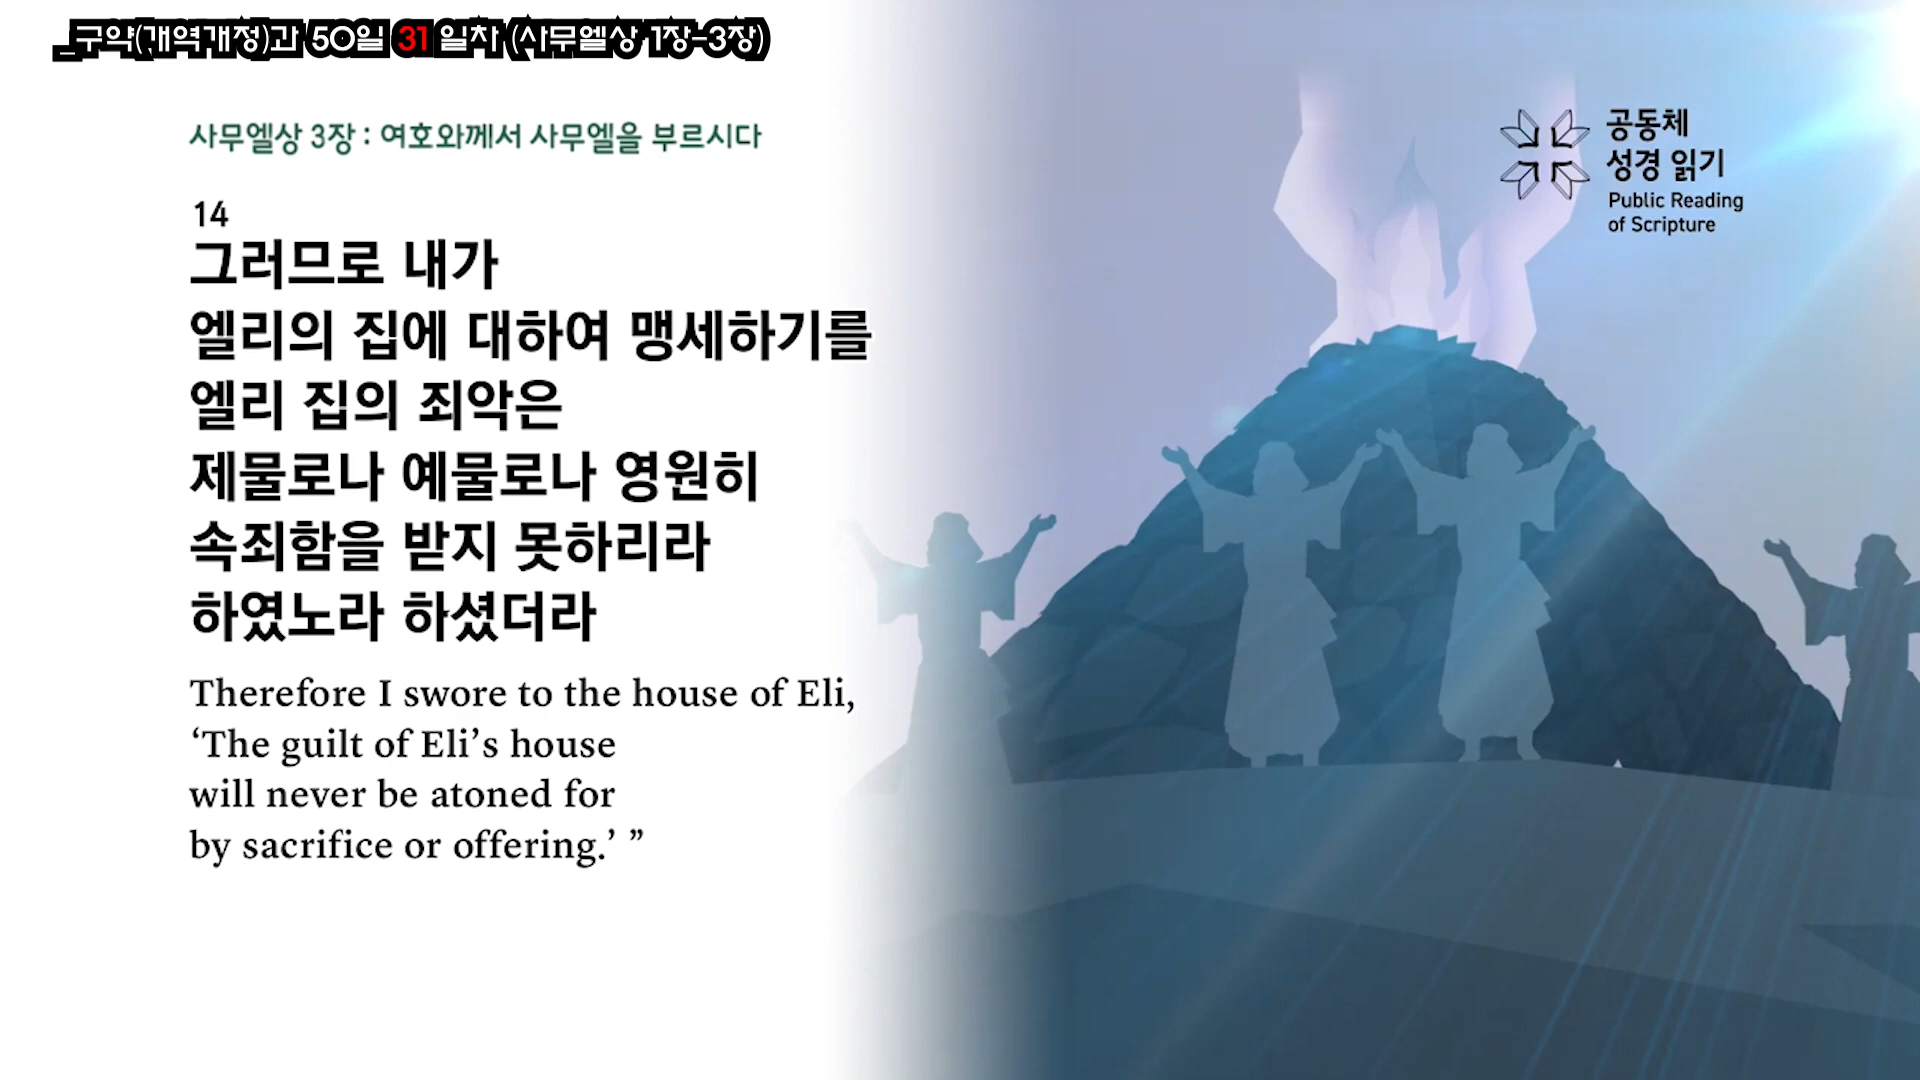 _구약(개역개정)과 50일 31 일차 (사무엘상 1장-3장)
공동체
성경 읽기
Public Reading
of Scripture
사무엘상 3장 : 여호와께서 사무엘을 부르시다
14
그러므로 내가
엘리의 집에 대하여 맹세하기를
엘리 집의 죄악은
제물로나 예물로나 영원히
속죄함을 받지 못하리라
하였노라 하셨더라
Therefore I swore to the house of Eli,
‘The guilt of Eli’s house
will never be atoned for
by sacrifice or offering.’ ”